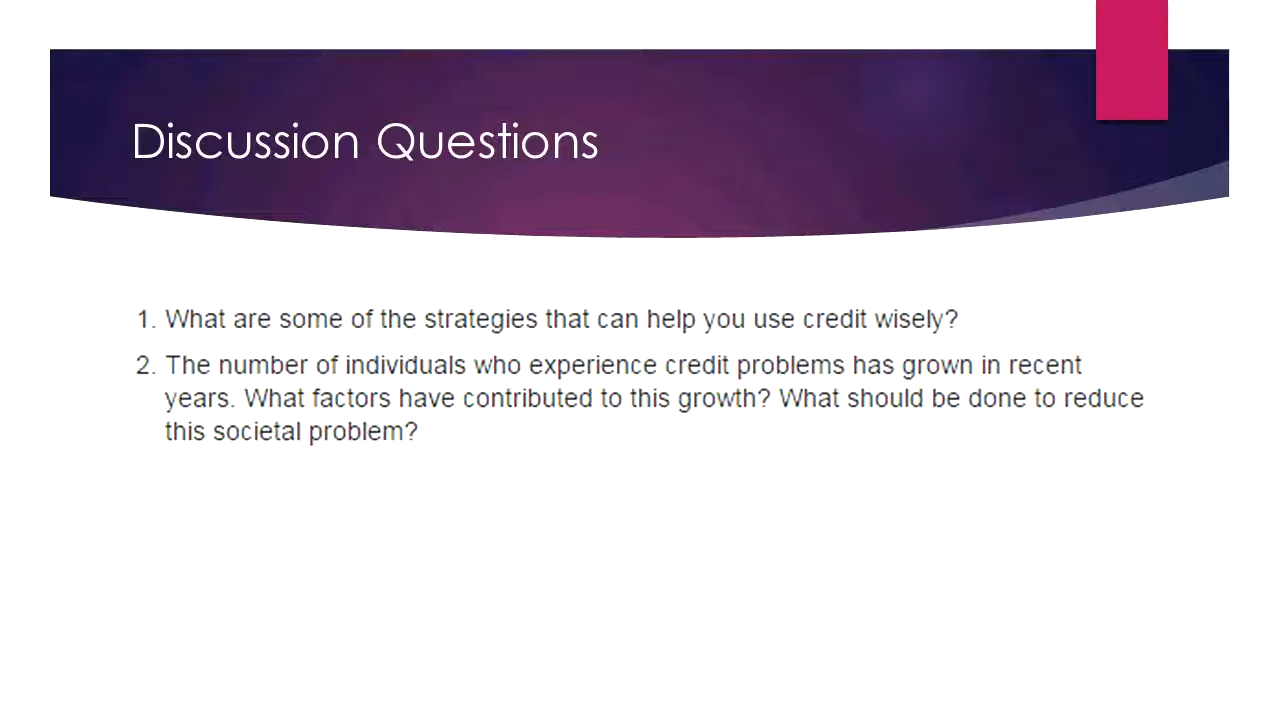 Discussion Questions
1. What are some of the strategies that can help you use credit wisely?
2. The number of individuals who experience credit problems has grown in recent
years. What factors have contributed to this growth? What should be done to reduce
this societal problem?